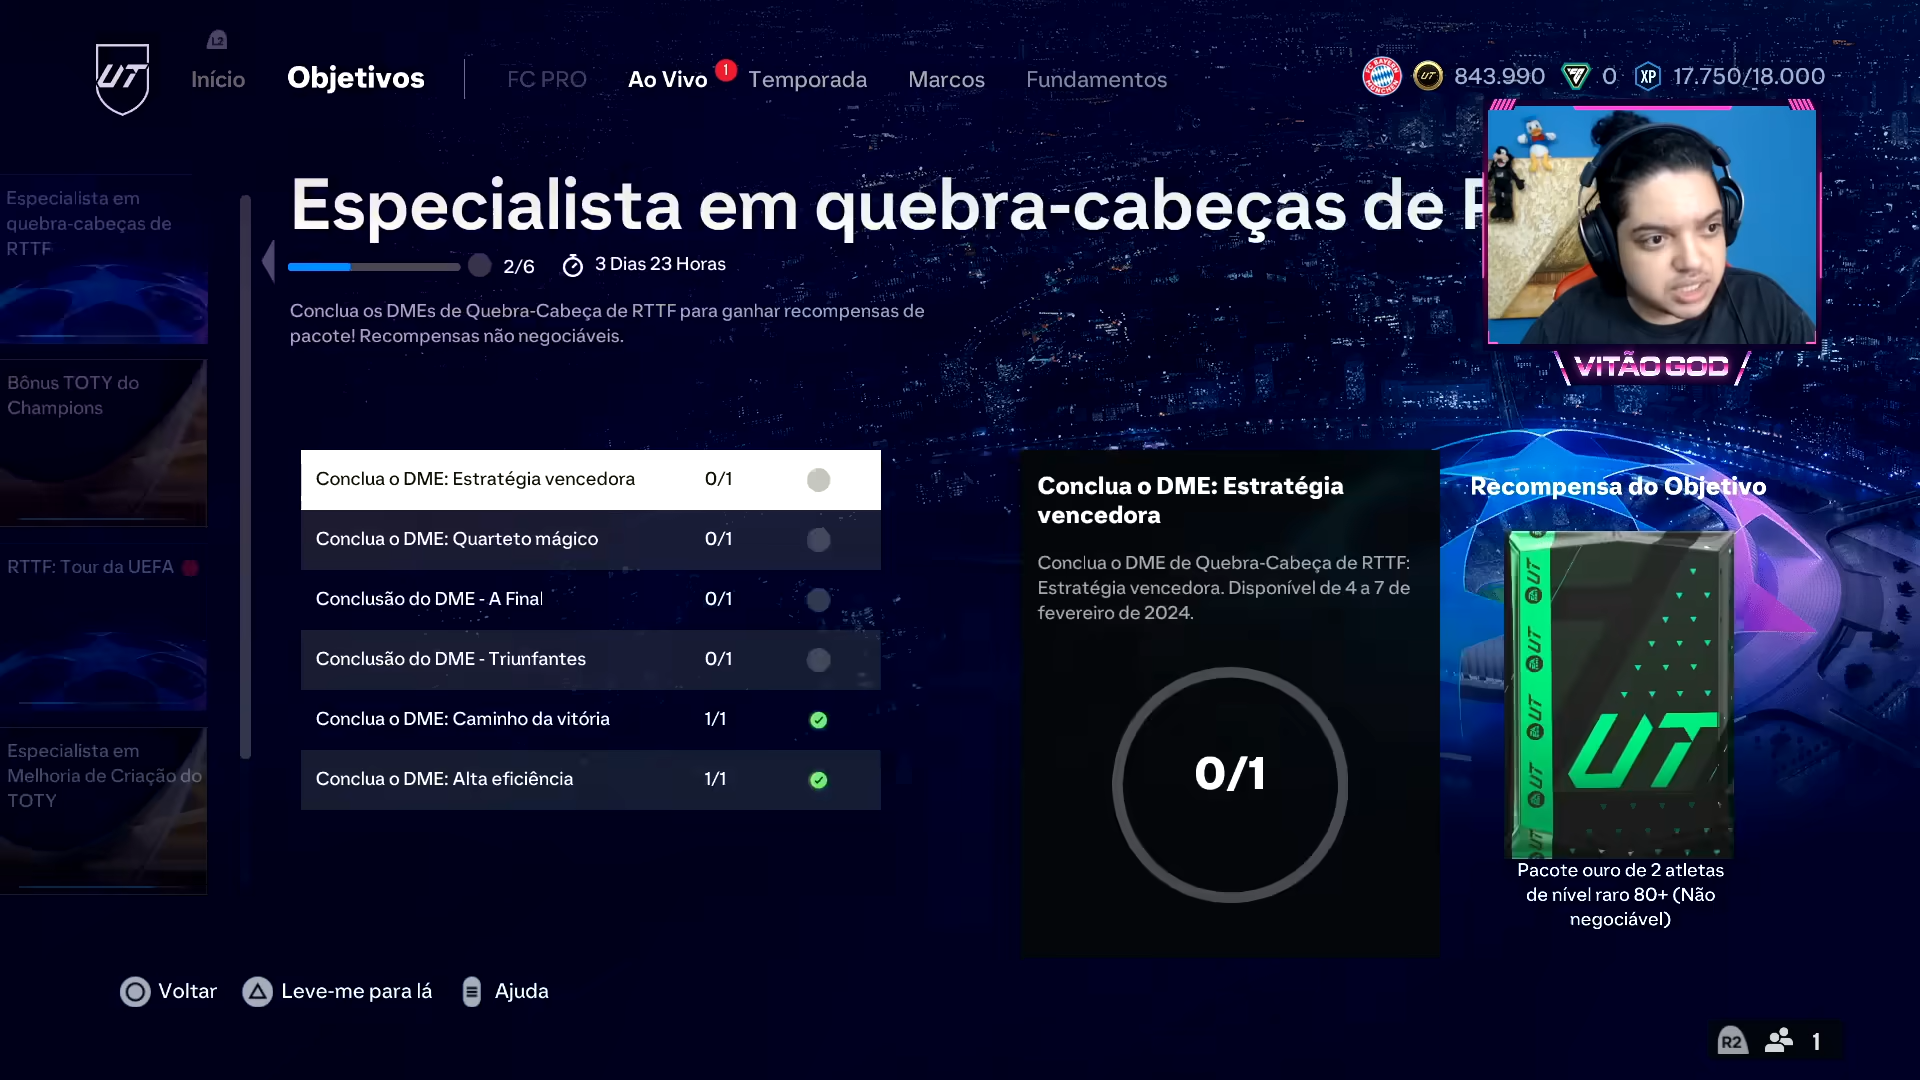 L2
UT
Início
Objetivos
FC PRO
Ao Vivo
1
Temporada
Marcos
Fundamentos
843.990
0
XP
17.750/18.000
Especialista em quebra-cabeças de
2/6
3 Dias 23 Horas
Conclua os DMEs de Quebra-Cabeça de RTTF para ganhar recompensas de
pacote! Recompensas não negociáveis.
VITÃO GOD
Especialista em
quebra-cabeças de
RTTF
Bônus TOTY do
Champions
RTTF: Tour da UEFA
Especialista em
Melhoria de Criação do
TOTY
Conclua o DME: Estratégia vencedora 0/1
Conclua o DME: Quarteto mágico 0/1
Conclusão do DME - A Final 0/1
Conclusão do DME - Triunfantes 0/1
Conclua o DME: Caminho da vitória 1/1
Conclua o DME: Alta eficiência 1/1
Conclua o DME: Estratégia
vencedora
Conclua o DME de Quebra-Cabeça de RTTF:
Estratégia vencedora. Disponível de 4 a 7 de
fevereiro de 2024.
0/1
Recompensa do Objetivo
UT
UT
UT
UT
UT
UT
Pacote ouro de 2 atletas
de nível raro 80+ (Não
negociável)
Voltar
Leve-me para lá
Ajuda
R2
1